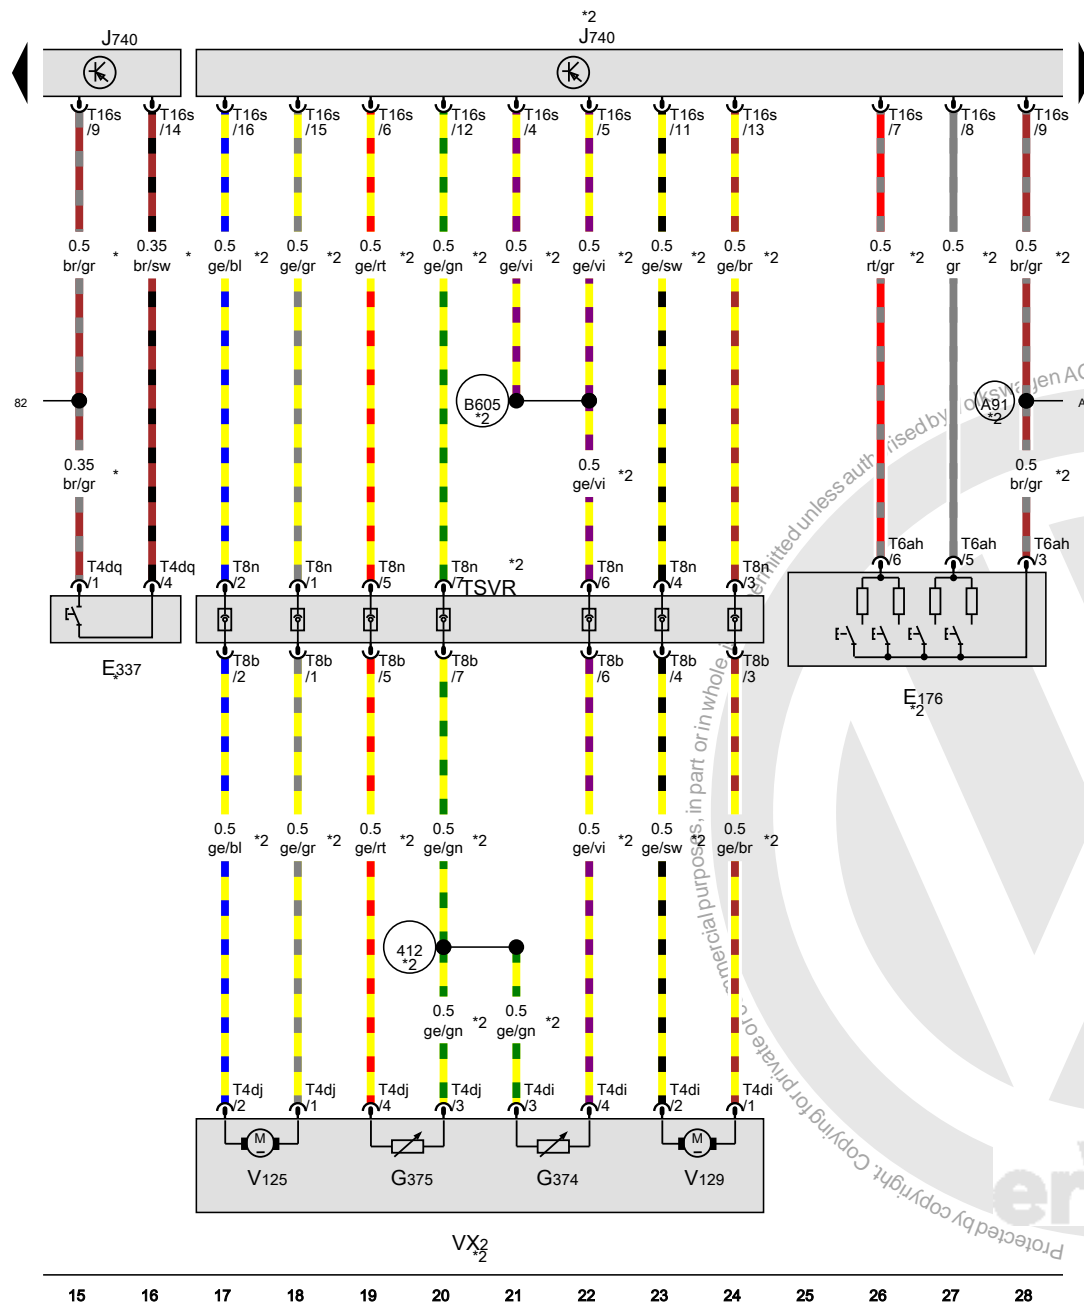 *2
J740
J740
T16s
/9
T16s
/14
T16s
/16
T16s
/15
T16s
/6
T16s
/12
T16s
/4
T16s
/5
T16s
/11
T16s
/13
T16s
/7
T16s
/8
T16s
/9
0.5
br/gr
*
0.35
br/sw
*
0.5
ge/bl
*2
0.5
ge/gr
*2
0.5
ge/rt
*2
0.5
ge/gn
*2
0.5
ge/vi
*2
0.5
ge/vi
*2
0.5
ge/sw
*2
0.5
ge/br
*2
0.5
rt/gr
*2
0.5
gr
*2
0.5
br/gr
*2
82
B605
*2
A91
*2
A
0.35
br/gr
*
0.5
ge/vi
*2
0.5
br/gr
*2
T4dq
/1
T4dq
/4
T8n
/2
T8n
/1
T8n
/5
T8n
/7
*2
TSVR
T8n
/6
T8n
/4
T8n
/3
T6ah
/6
T6ah
/5
T6ah
/3
E337
*
T8b
/2
T8b
/1
T8b
/5
T8b
/7
T8b
/6
T8b
/4
T8b
/3
E176
*2
0.5
ge/bl
*2
0.5
ge/gr
*2
0.5
ge/rt
*2
0.5
ge/gn
*2
0.5
ge/vi
*2
0.5
ge/sw
*2
0.5
ge/br
*2
412
*2
0.5
ge/gn
*2
0.5
ge/gn
*2
T4dj
/2
T4dj
/1
T4dj
/4
T4dj
/3
T4di
/3
T4di
/4
T4di
/2
T4di
/1
M
M
V125
G375
G374
V129
VX2
*2
15 16 17 18 19 20 21 22 23 24 25 26 27 28
Protected by copyright. Copying for private or
mercial purposes, in part or in whole, i
ermitted unless auth
rised by
olkswagen AG
er